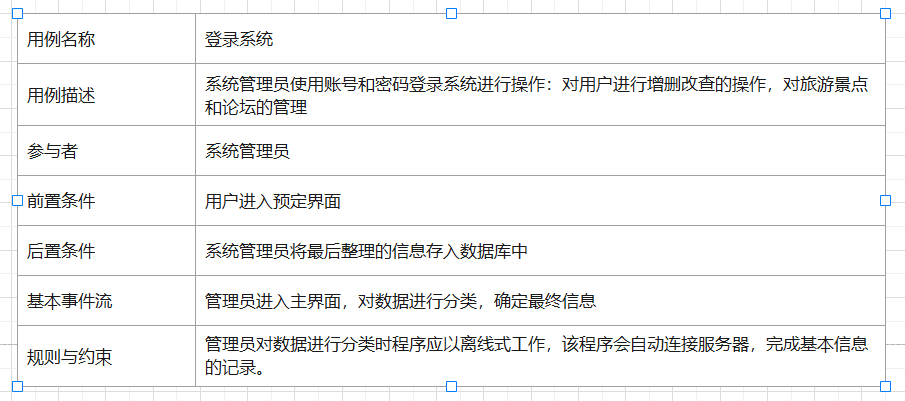 用例名称 登录系统
用例描述 系统管理员使用账号和密码登录系统进行操作：对用户进行增删改查的操作，对旅游景点
和论坛的管理
参与者 系统管理员
前置条件 用户进入预定界面
后置条件 系统管理员将最后整理的信息存入数据库中
基本事件流 管理员进入主界面，对数据进行分类，确定最终信息
规则与约束 管理员对数据进行分类时程序应以离线式工作，该程序会自动连接服务器，完成基本信息
的记录。